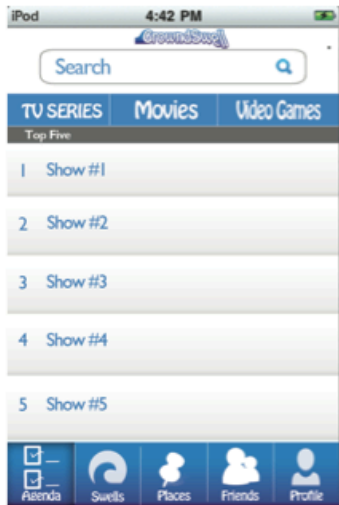 iPod 4:42 PM
GroundSwell
Search
TV SERIES Movies Video Games
Top Five
1 Show #1
2 Show #2
3 Show #3
4 Show #4
5 Show #5
Agenda Swells Places Friends Profile